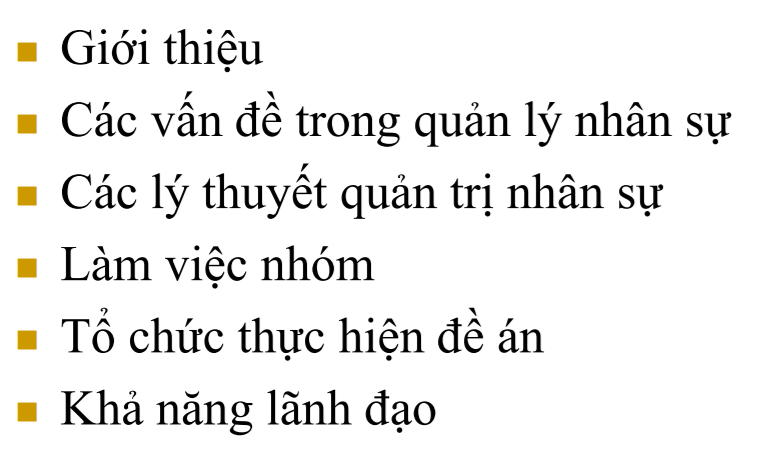 Giới thiệu
Các vấn đề trong quản lý nhân sự
Các lý thuyết quản trị nhân sự
Làm việc nhóm
Tổ chức thực hiện đề án
Khả năng lãnh đạo